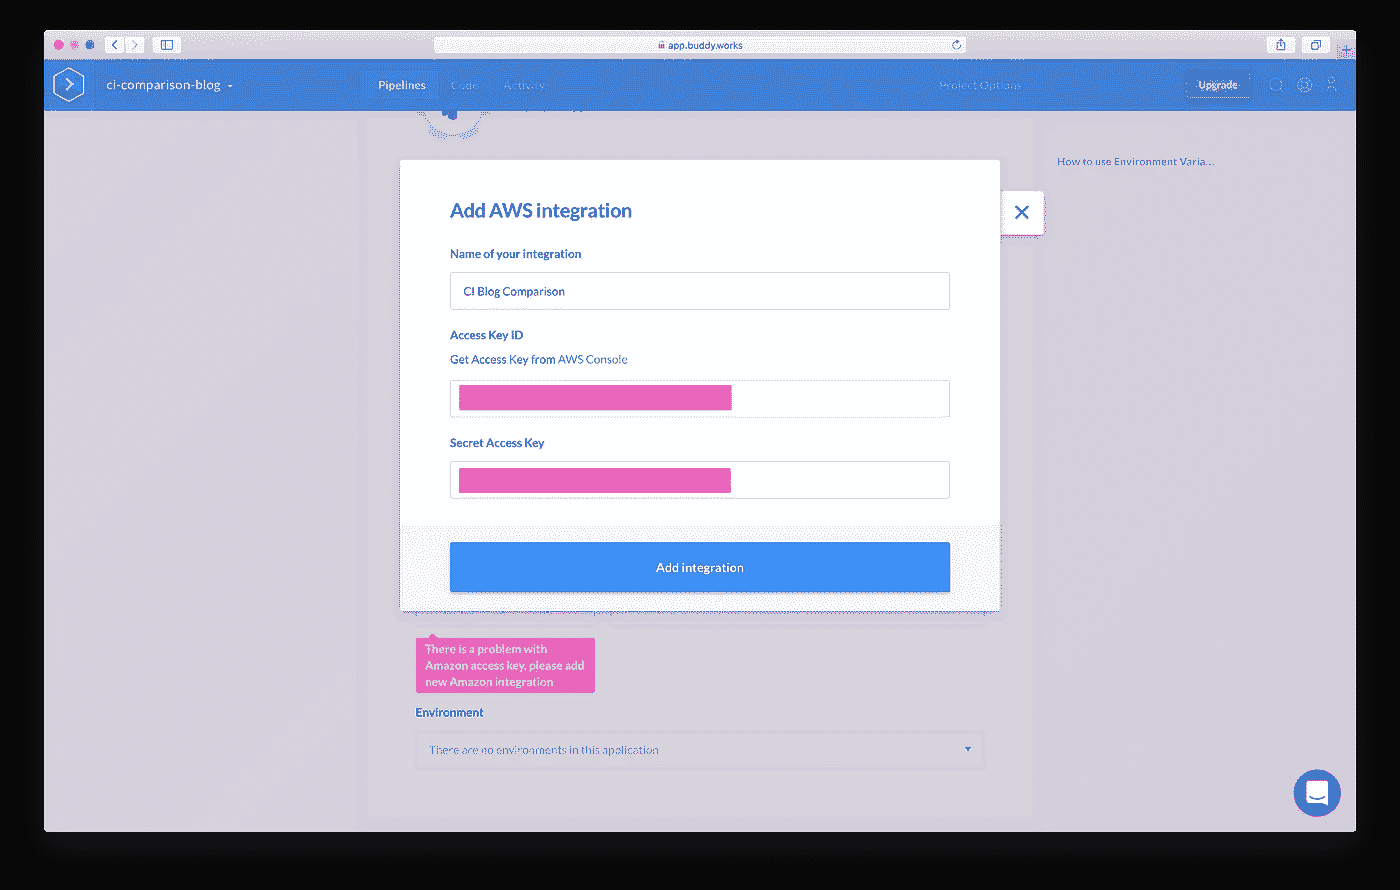 app.buddy.works
ci-comparison-blog
Pipelines
Code
Activity
Project Options
Upgrade
How to use Environment Varia...
Add AWS integration
Name of your integration
CI Blog Comparison
Access Key ID
Get Access Key from AWS Console
Secret Access Key
Add integration
There is a problem with
Amazon access key, please add
new Amazon integration
Environment
There are no environments in this application